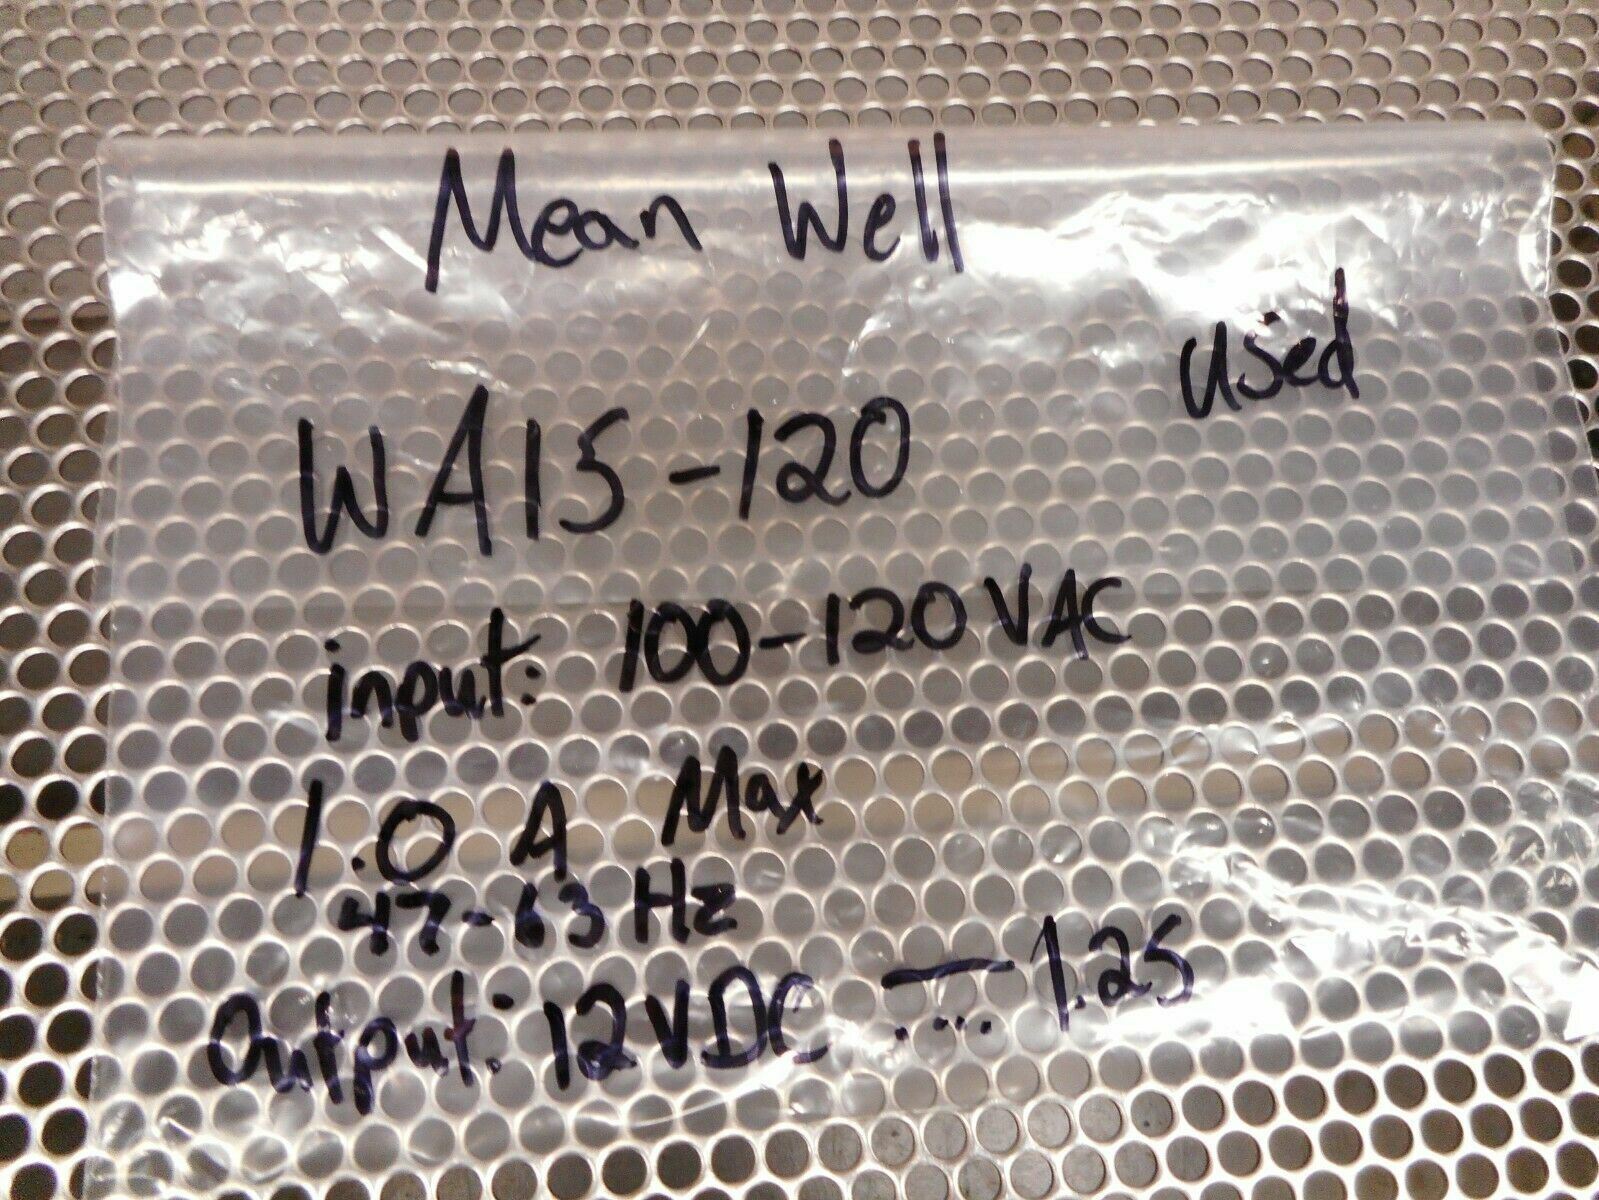 Mean Well
used
WA15-120
input: 100-120 VAC
1.0 A Max
47-63 Hz
Output: 12VDC ⎓ 1.25